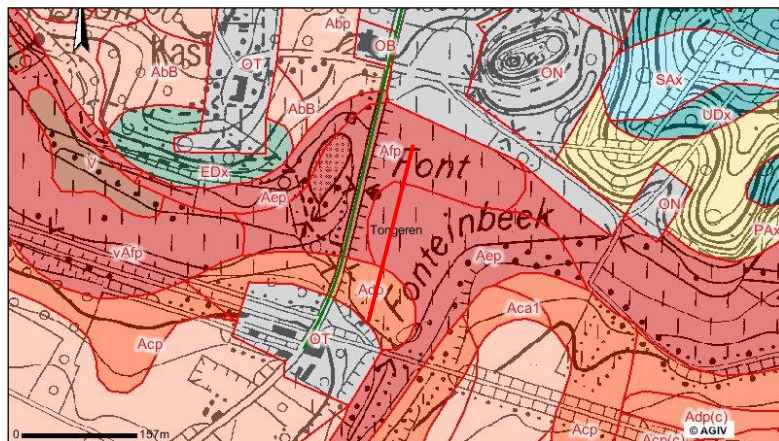 Kast
AbB
OT
Abp
OB
ON
SAx
UDx
AbB
EDx
V
Aep
Afp
Font
Tongeren
Fonteinbeek
ON
PAx
vAfp
Adp
Aep
Aca1
OT
Acp
Acp
Adp(c)
Acp(c)
0
157m
© AGIV